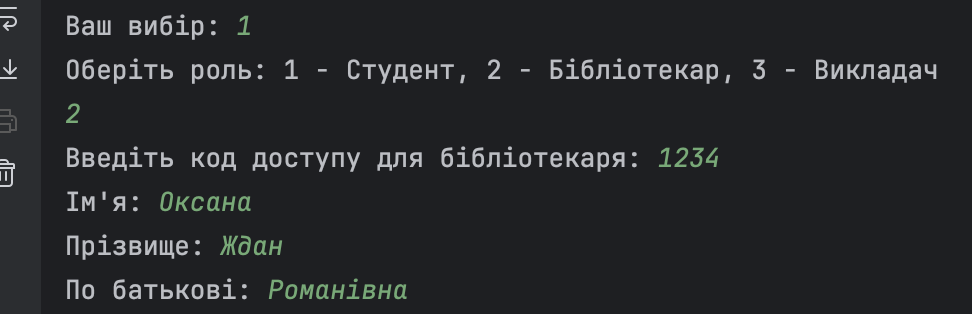 Ваш вибір: 1
Оберіть роль: 1 - Студент, 2 - Бібліотекар, 3 - Викладач
2
Введіть код доступу для бібліотекаря: 1234
Ім'я: Оксана
Прізвище: Ждан
По батькові: Романівна